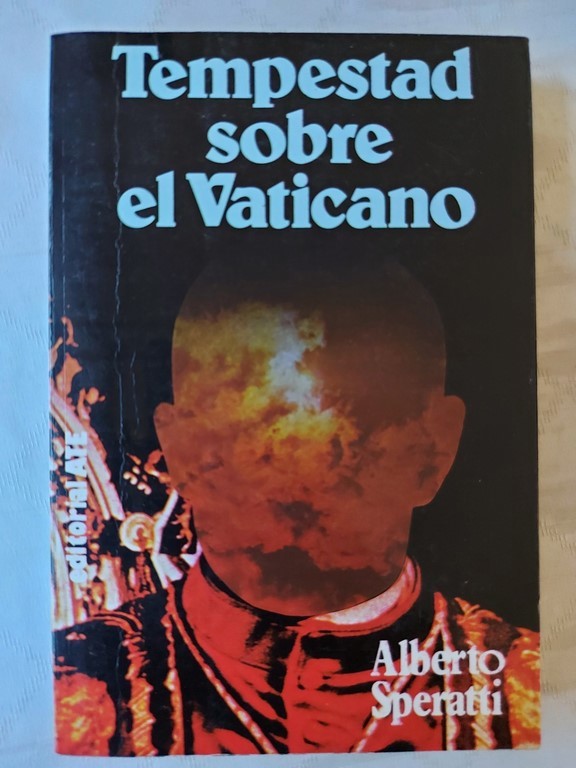 Tempestad
sobre
el Vaticano
editorial ATE
Alberto
Speratti